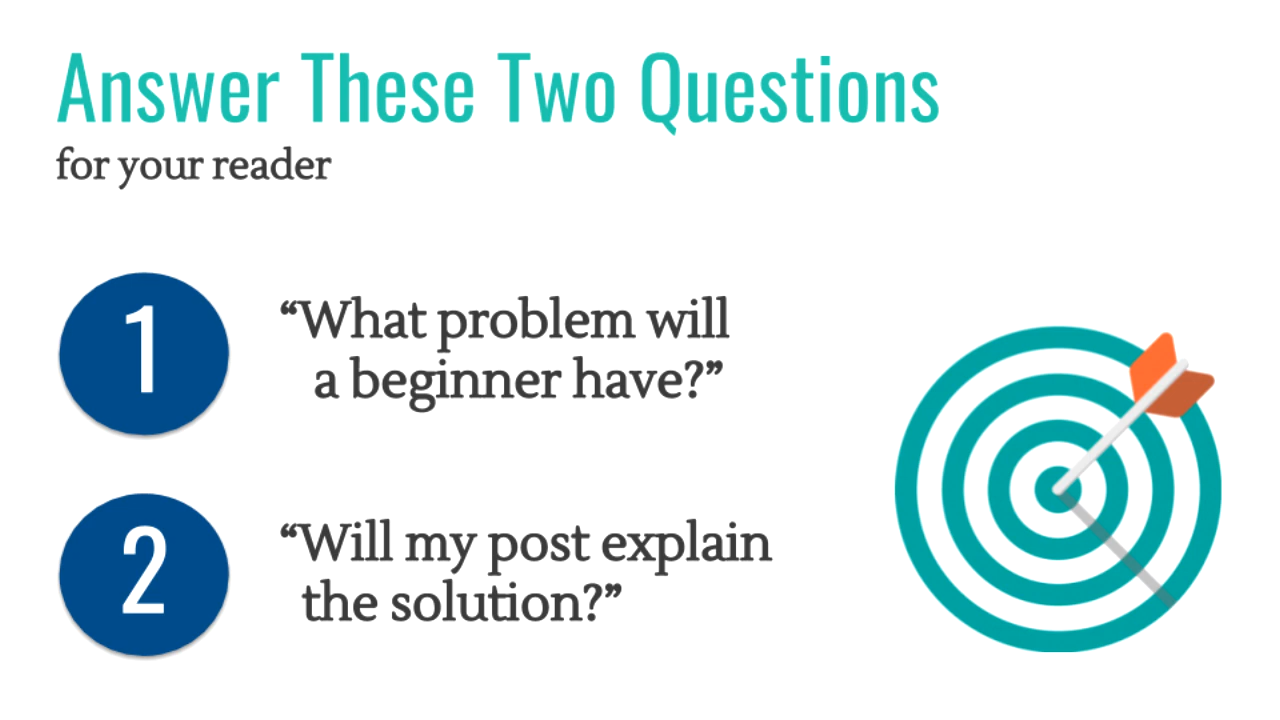 Answer These Two Questions
for your reader
1
“What problem will
a beginner have?”
2
“Will my post explain
the solution?”